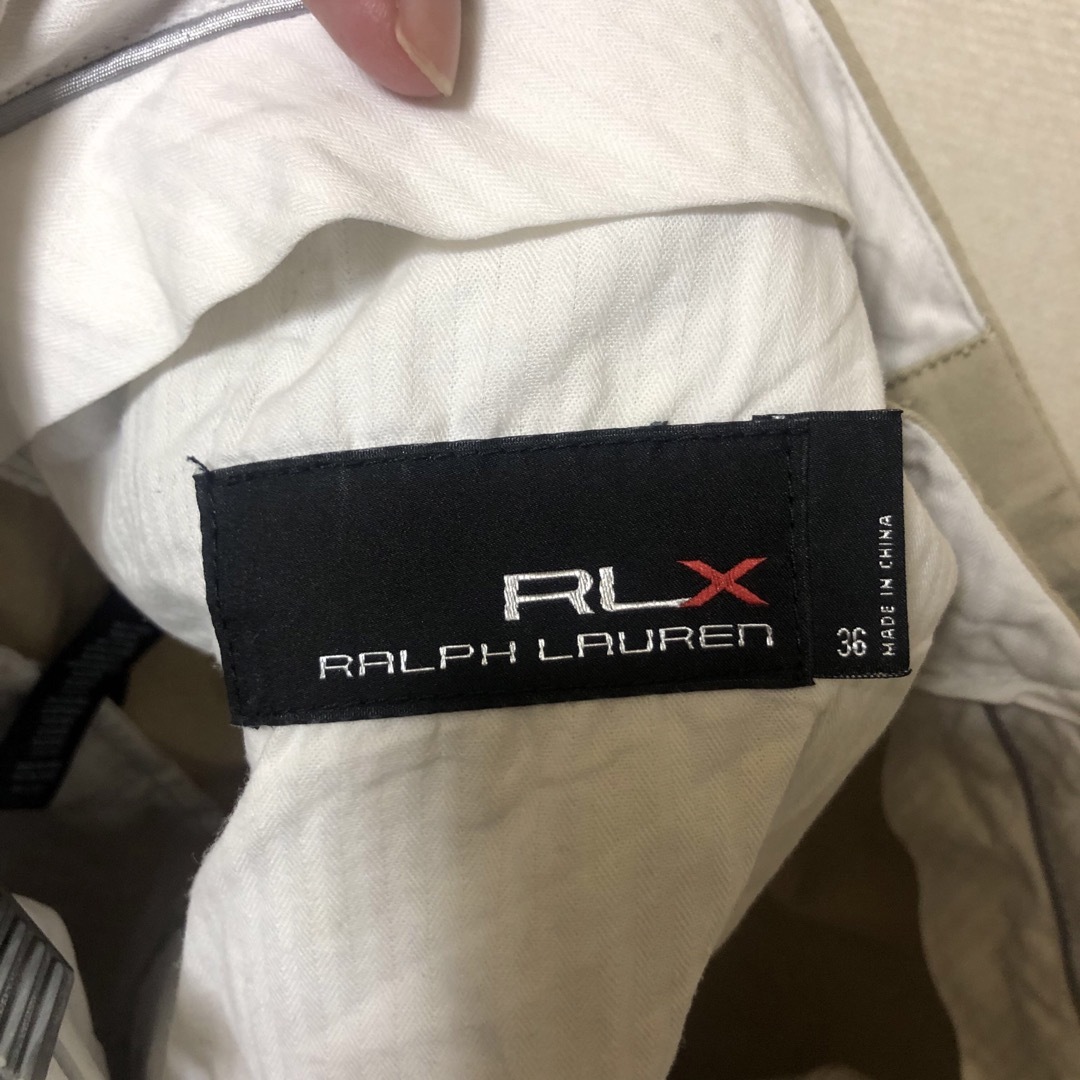 RLX
RALPH LAUREN
36
MADE IN CHINA